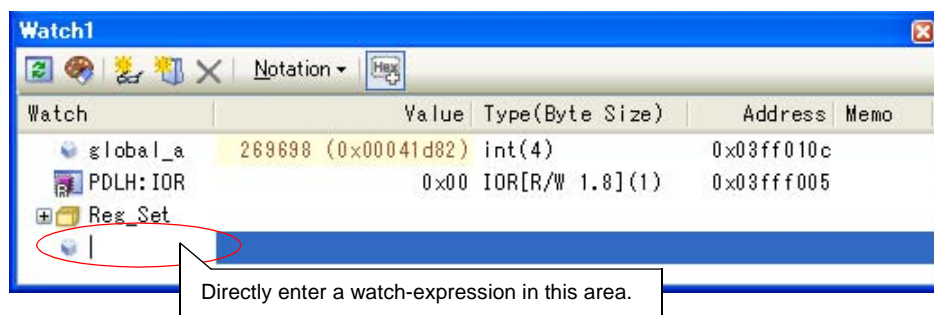 Watch1
Notation Hex
Watch Value Type(Byte Size) Address Memo
global_a 269698 (0x00041d82) int(4) 0x03ff010c
R PDLH:IOR 0x00 IOR[R/W 1.8](1) 0x03fff005
Reg_Set
Directly enter a watch-expression in this area.